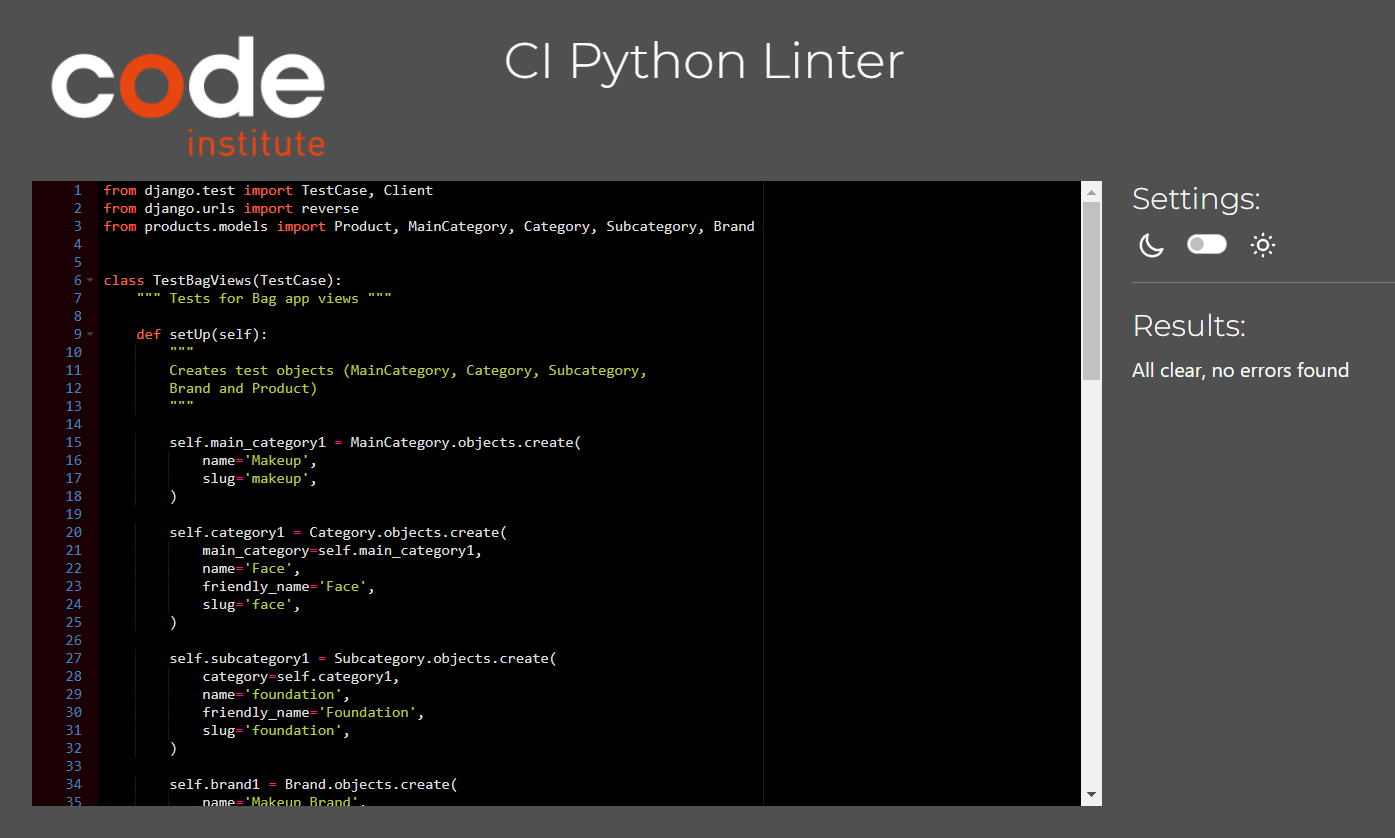 code
institute
CI Python Linter
1 from django.test import TestCase, Client
2 from django.urls import reverse
3 from products.models import Product, MainCategory, Category, Subcategory, Brand
4
5
6 class TestBagViews(TestCase):
7     """ Tests for Bag app views """
8
9     def setUp(self):
10         """
11         Creates test objects (MainCategory, Category, Subcategory,
12         Brand and Product)
13         """
14
15         self.main_category1 = MainCategory.objects.create(
16             name='Makeup',
17             slug='makeup',
18         )
19
20         self.category1 = Category.objects.create(
21             main_category=self.main_category1,
22             name='Face',
23             friendly_name='Face',
24             slug='face',
25         )
26
27         self.subcategory1 = Subcategory.objects.create(
28             category=self.category1,
29             name='foundation',
30             friendly_name='Foundation',
31             slug='foundation',
32         )
33
34         self.brand1 = Brand.objects.create(
35             name='Makeup Brand',
Settings:
Results:
All clear, no errors found